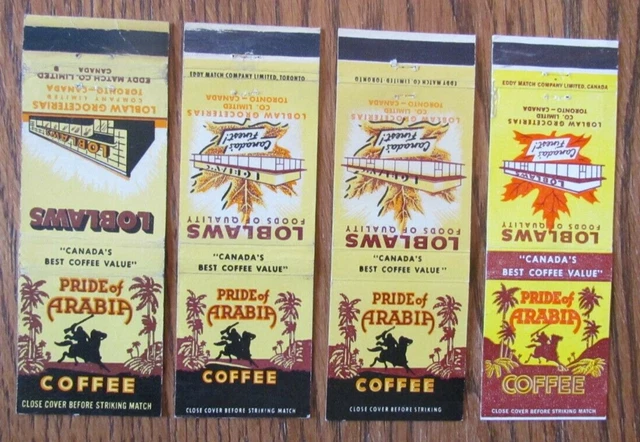 EDDY MATCH CO. LIMITED
TORONTO - CANADA
9
LOBLAW GROCETERIAS
COMPANY LIMITED
TORONTO - CANADA
LOBLAWS
LOBLAWS
"CANADA'S
BEST COFFEE VALUE"
PRIDE of
ARABIA
COFFEE
CLOSE COVER BEFORE STRIKING MATCH
EDDY MATCH COMPANY LIMITED, TORONTO
LOBLAW GROCETERIAS
CO. LIMITED
TORONTO - CANADA
Canada's
Finest!
LOBLAWS
FOODS OF QUALITY
LOBLAWS
"CANADA'S
BEST COFFEE VALUE"
PRIDE of
ARABIA
COFFEE
CLOSE COVER BEFORE STRIKING MATCH
EDDY MATCH CO. LIMITED TORONTO
LOBLAW GROCETERIAS
CO. LIMITED
TORONTO - CANADA
Canada's
Finest!
LOBLAWS
FOODS OF QUALITY
LOBLAWS
"CANADA'S
BEST COFFEE VALUE"
PRIDE of
ARABIA
COFFEE
CLOSE COVER BEFORE STRIKING
EDDY MATCH COMPANY LIMITED, CANADA
LOBLAW GROCETERIAS
CO. LIMITED
TORONTO - CANADA
Canada's
Finest!
LOBLAWS
FOODS OF QUALITY
LOBLAWS
"CANADA'S
BEST COFFEE VALUE"
PRIDE of
ARABIA
COFFEE
CLOSE COVER BEFORE STRIKING MATCH